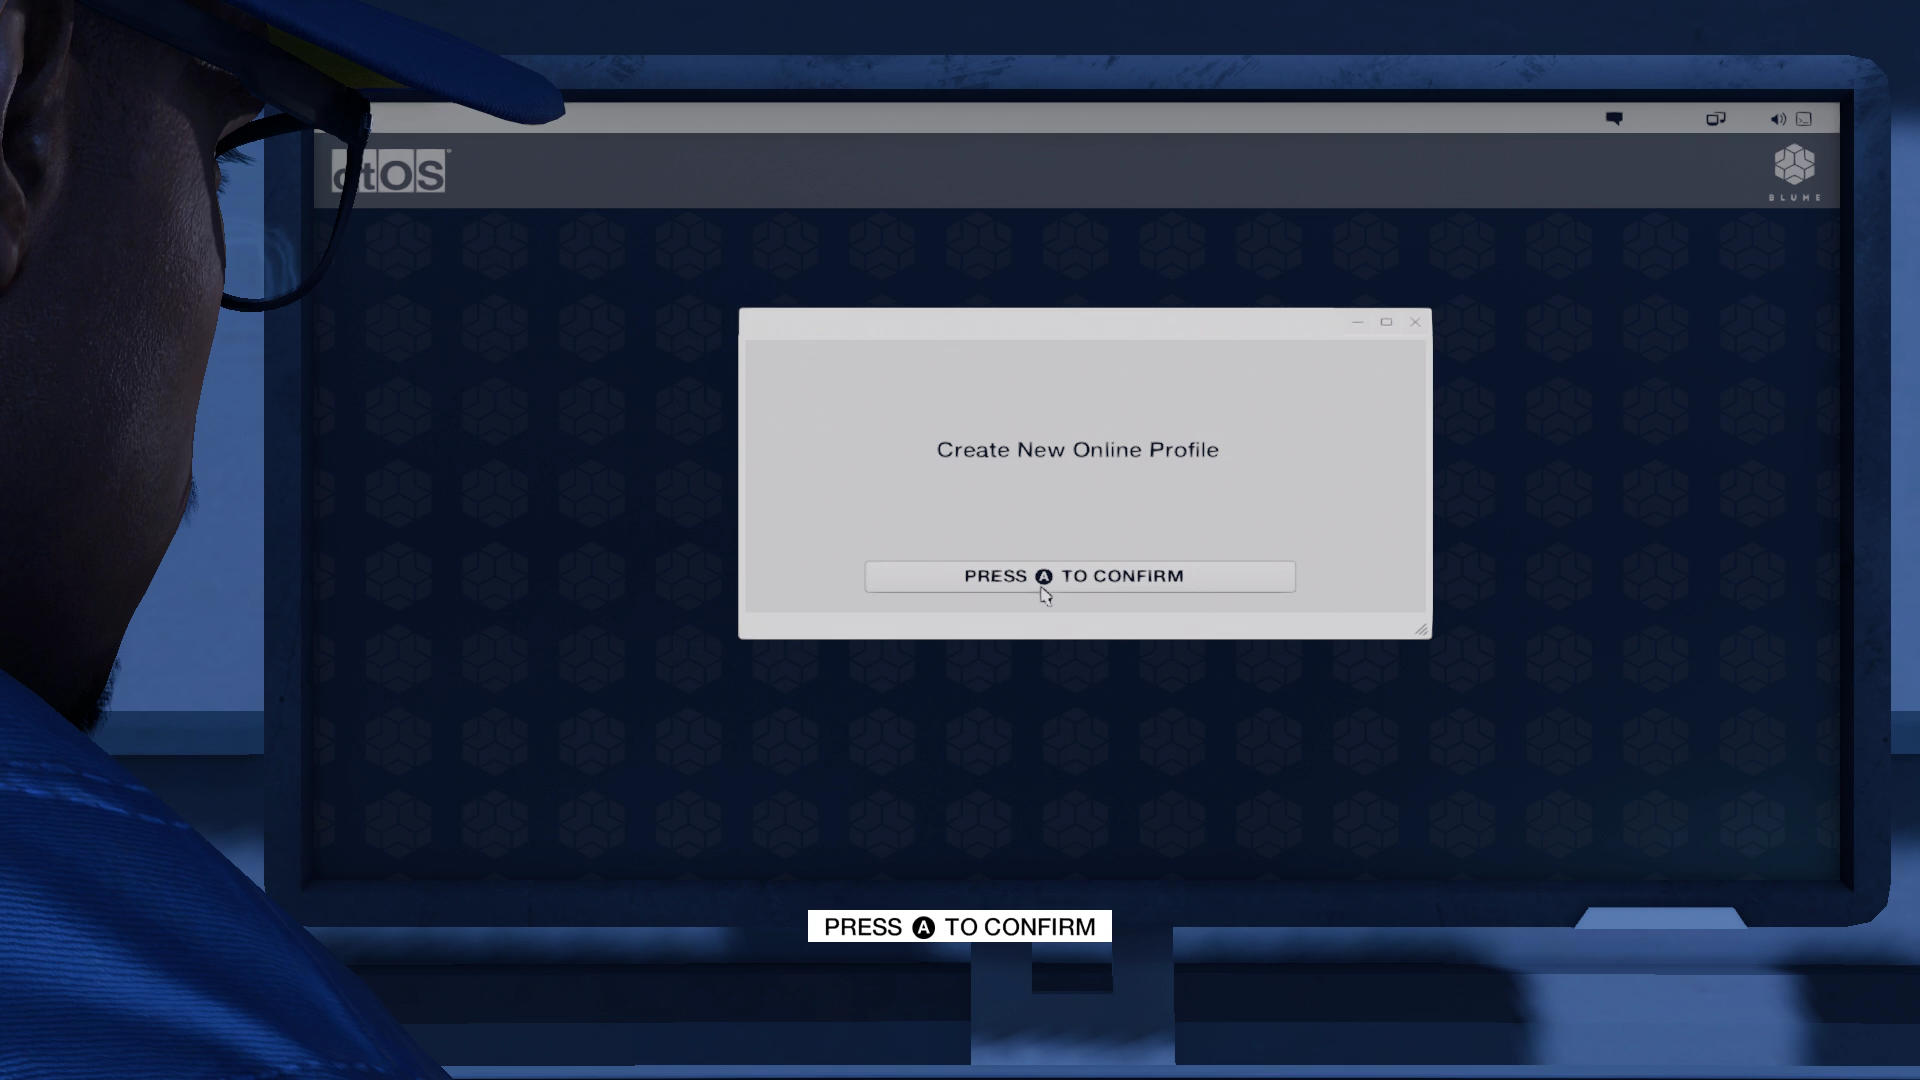 ctOS
BLUME
Create New Online Profile
PRESS A TO CONFIRM
PRESS A TO CONFIRM